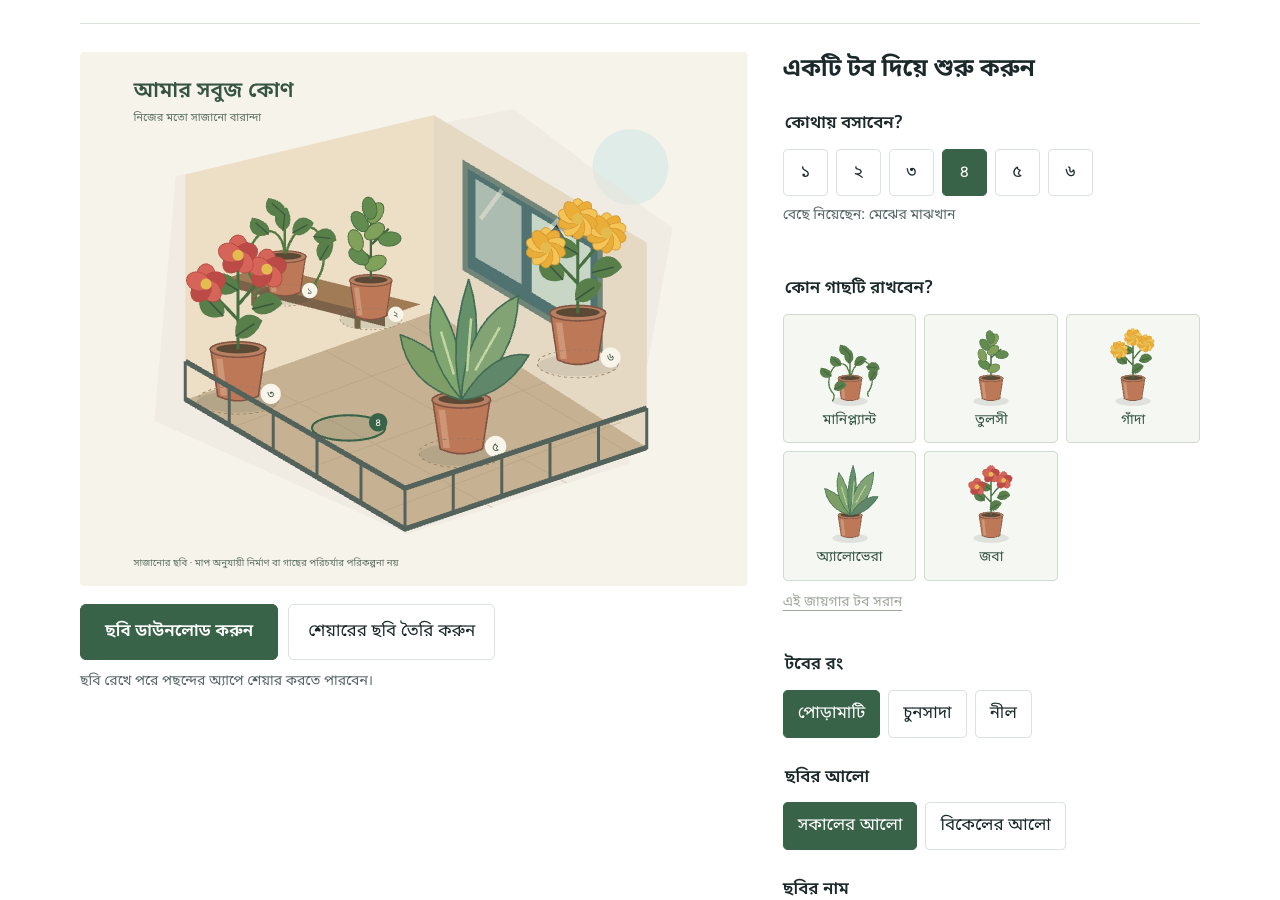 আমার সবুজ কোণ
নিজের মতো সাজানো বারান্দা
১
২
৩
৪
৫
৬
সাজানোর ছবি · মাপ অনুযায়ী নির্মাণ বা গাছের পরিচর্যার পরিকল্পনা নয়
ছবি ডাউনলোড করুন
শেয়ারের ছবি তৈরি করুন
ছবি রেখে পরে পছন্দের অ্যাপে শেয়ার করতে পারবেন।
একটি টব দিয়ে শুরু করুন
কোথায় বসাবেন?
১ ২ ৩ ৪ ৫ ৬
বেছে নিয়েছেন: মেঝের মাঝখান
কোন গাছটি রাখবেন?
মানিপ্ল্যান্ট তুলসী গাঁদা
অ্যালোভেরা জবা
এই জায়গার টব সরান
টবের রং
পোড়ামাটি চুনসাদা নীল
ছবির আলো
সকালের আলো বিকেলের আলো
ছবির নাম